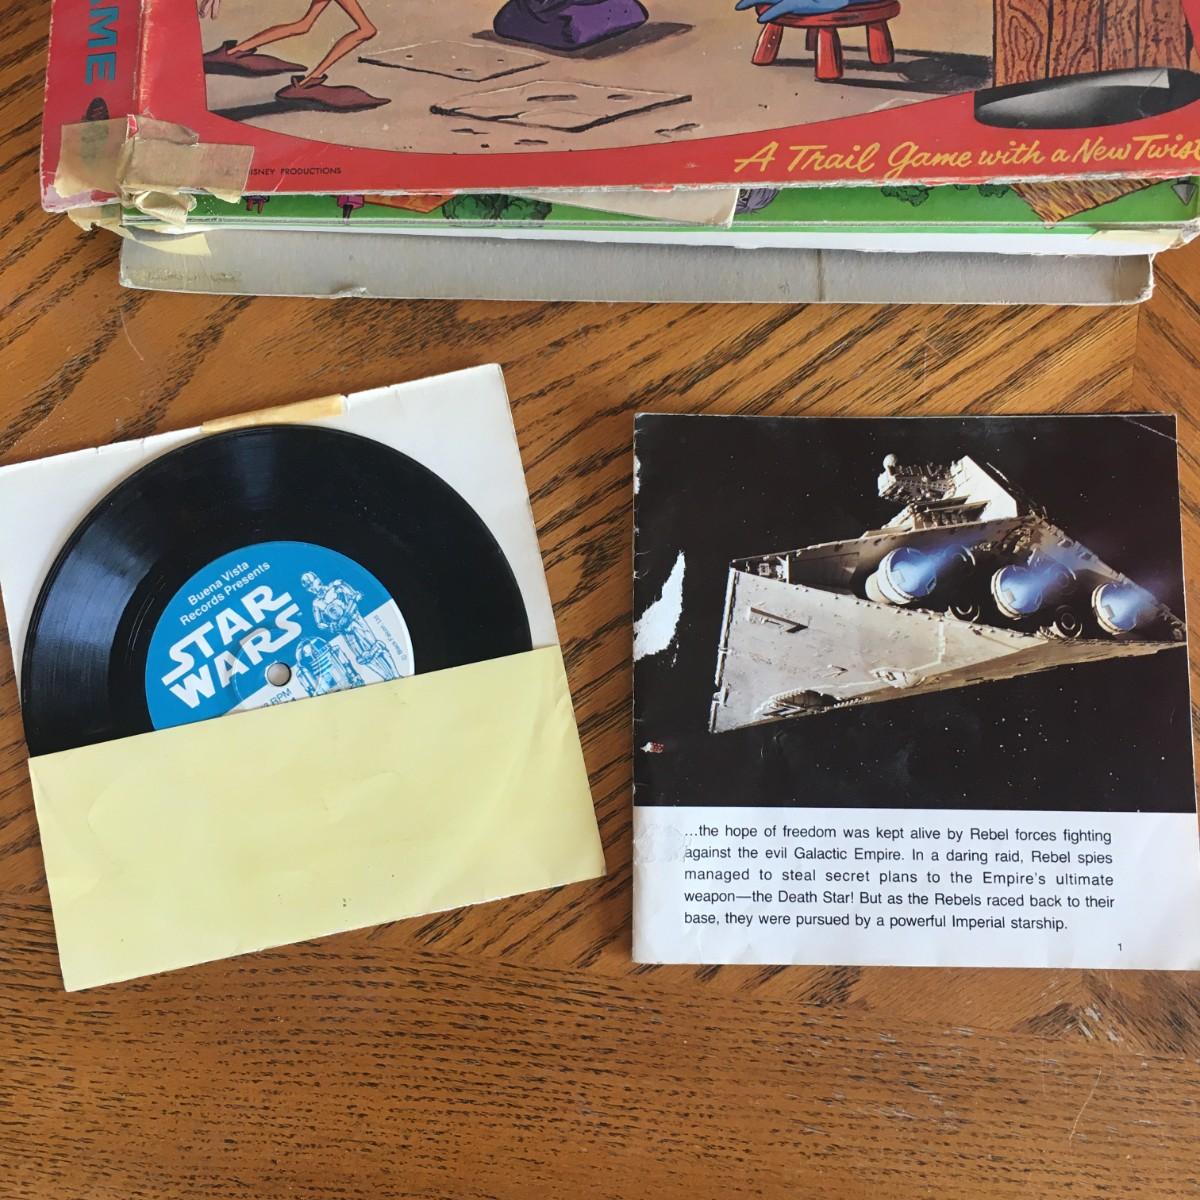 AME
DISNEY PRODUCTIONS
A Trail Game with a New Twist
Buena Vista
Records Presents
STAR
WARS
RPM
...the hope of freedom was kept alive by Rebel forces fighting
against the evil Galactic Empire. In a daring raid, Rebel spies
managed to steal secret plans to the Empire's ultimate
weapon—the Death Star! But as the Rebels raced back to their
base, they were pursued by a powerful Imperial starship.
1